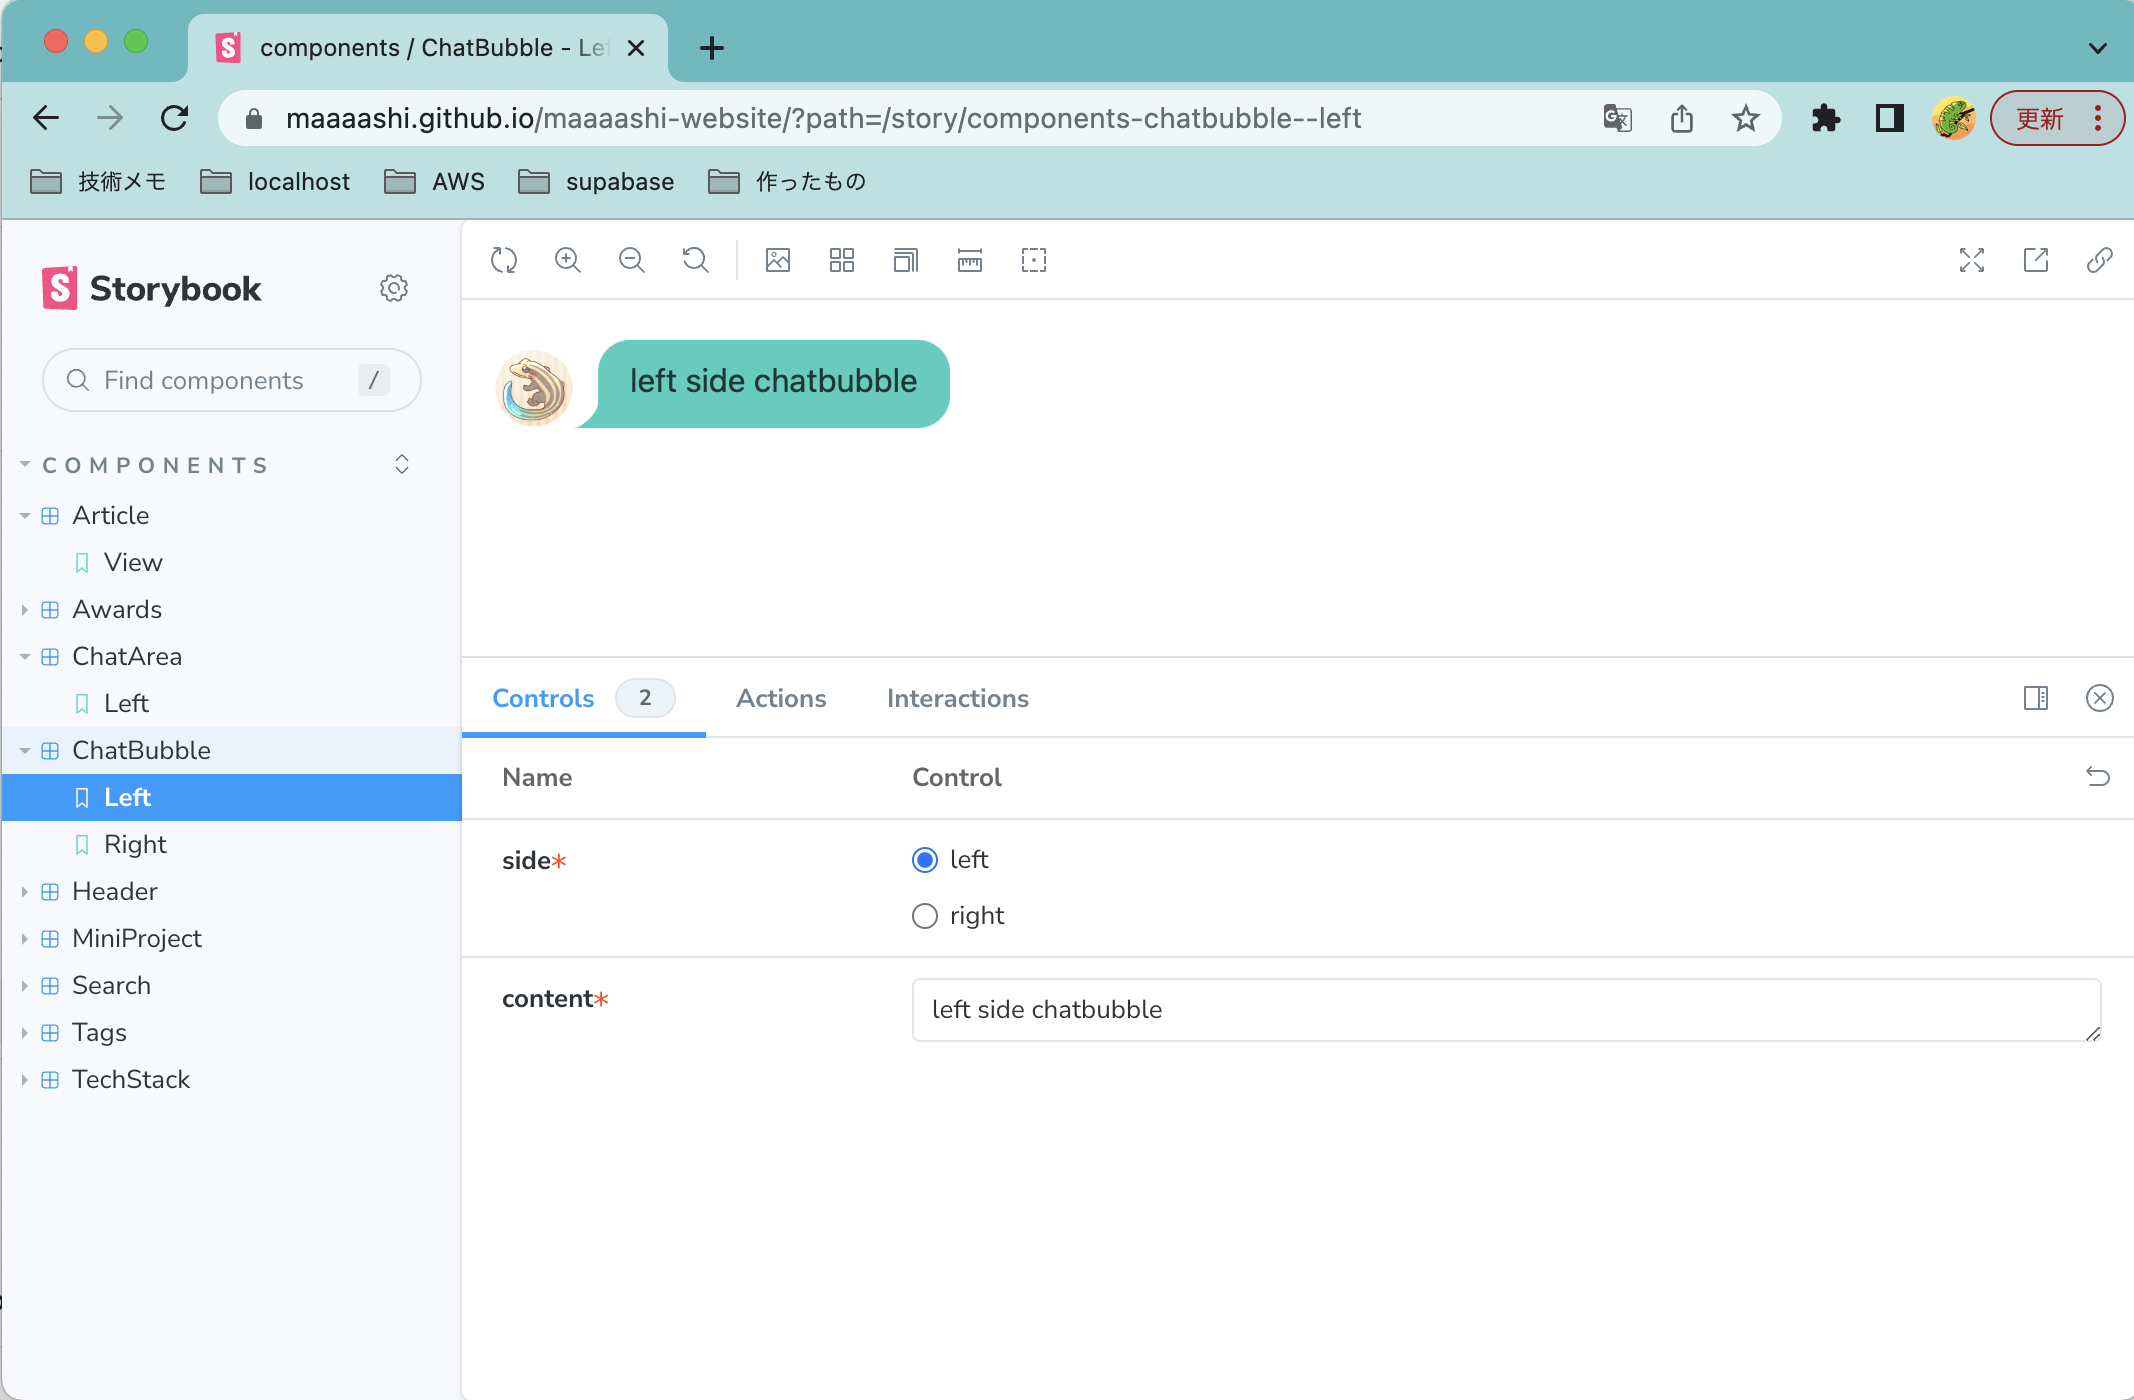 components / ChatBubble - Le
maaaashi.github.io/maaaashi-website/?path=/story/components-chatbubble--left
更新
技術メモ
localhost
AWS
supabase
作ったもの
Storybook
Find components
/
COMPONENTS
Article
View
Awards
ChatArea
Left
ChatBubble
Left
Right
Header
MiniProject
Search
Tags
TechStack
left side chatbubble
Controls 2
Actions
Interactions
Name
Control
side*
left
right
content*
left side chatbubble